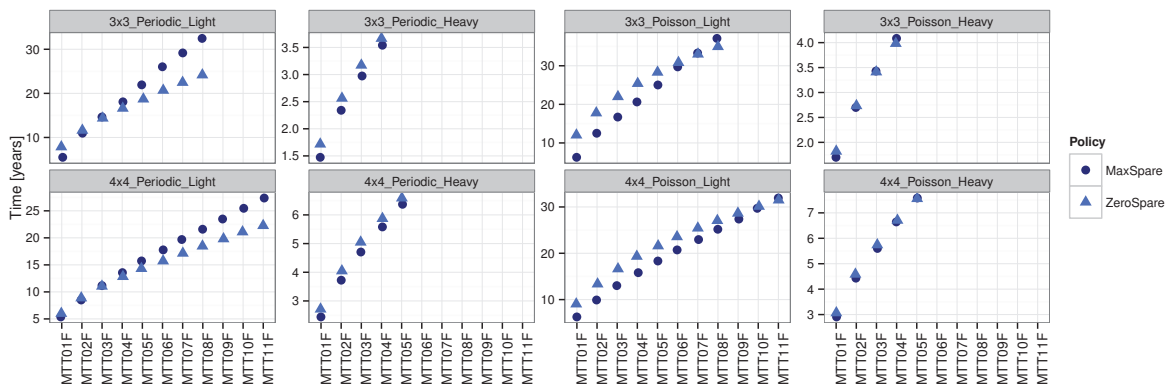 3x3_Periodic_Light
3x3_Periodic_Heavy
3x3_Poisson_Light
3x3_Poisson_Heavy
30
20
10
3.5
3.0
2.5
2.0
1.5
30
20
10
4.0
3.5
3.0
2.5
2.0
Time [years]
4x4_Periodic_Light
4x4_Periodic_Heavy
4x4_Poisson_Light
4x4_Poisson_Heavy
25
20
15
10
5
6
5
4
3
30
20
10
7
6
5
4
3
MTT01F
MTT02F
MTT03F
MTT04F
MTT05F
MTT06F
MTT07F
MTT08F
MTT09F
MTT10F
MTT11F
MTT01F
MTT02F
MTT03F
MTT04F
MTT05F
MTT06F
MTT07F
MTT08F
MTT09F
MTT10F
MTT11F
MTT01F
MTT02F
MTT03F
MTT04F
MTT05F
MTT06F
MTT07F
MTT08F
MTT09F
MTT10F
MTT11F
MTT01F
MTT02F
MTT03F
MTT04F
MTT05F
MTT06F
MTT07F
MTT08F
MTT09F
MTT10F
MTT11F
Policy
MaxSpare
ZeroSpare